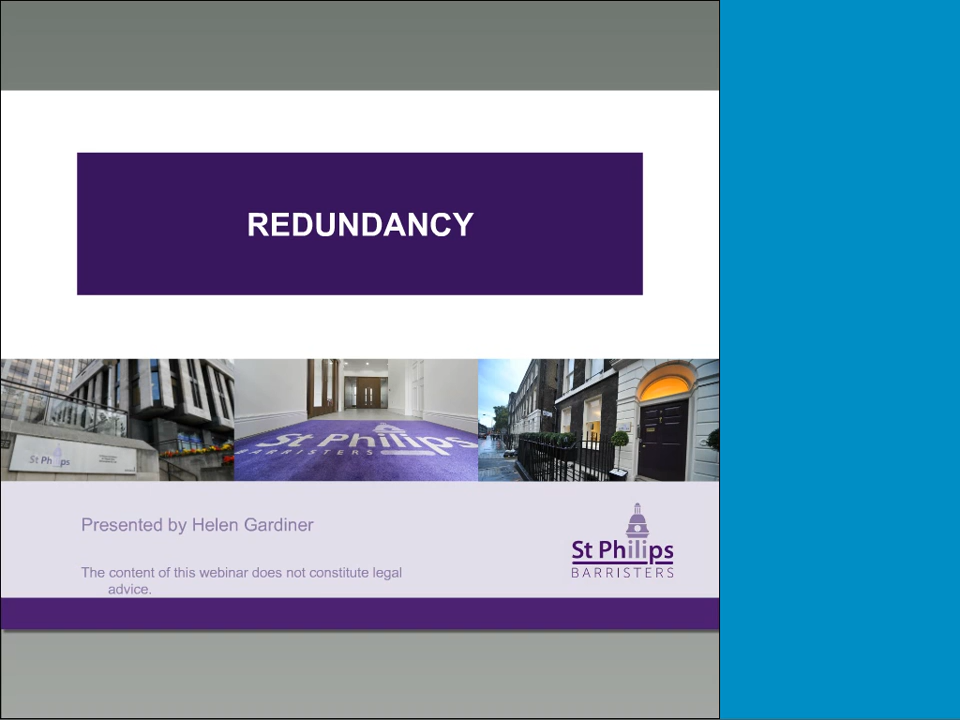 REDUNDANCY
St Philips
St Philips
BARRISTERS
Presented by Helen Gardiner
St Philips
BARRISTERS
The content of this webinar does not constitute legal
advice.